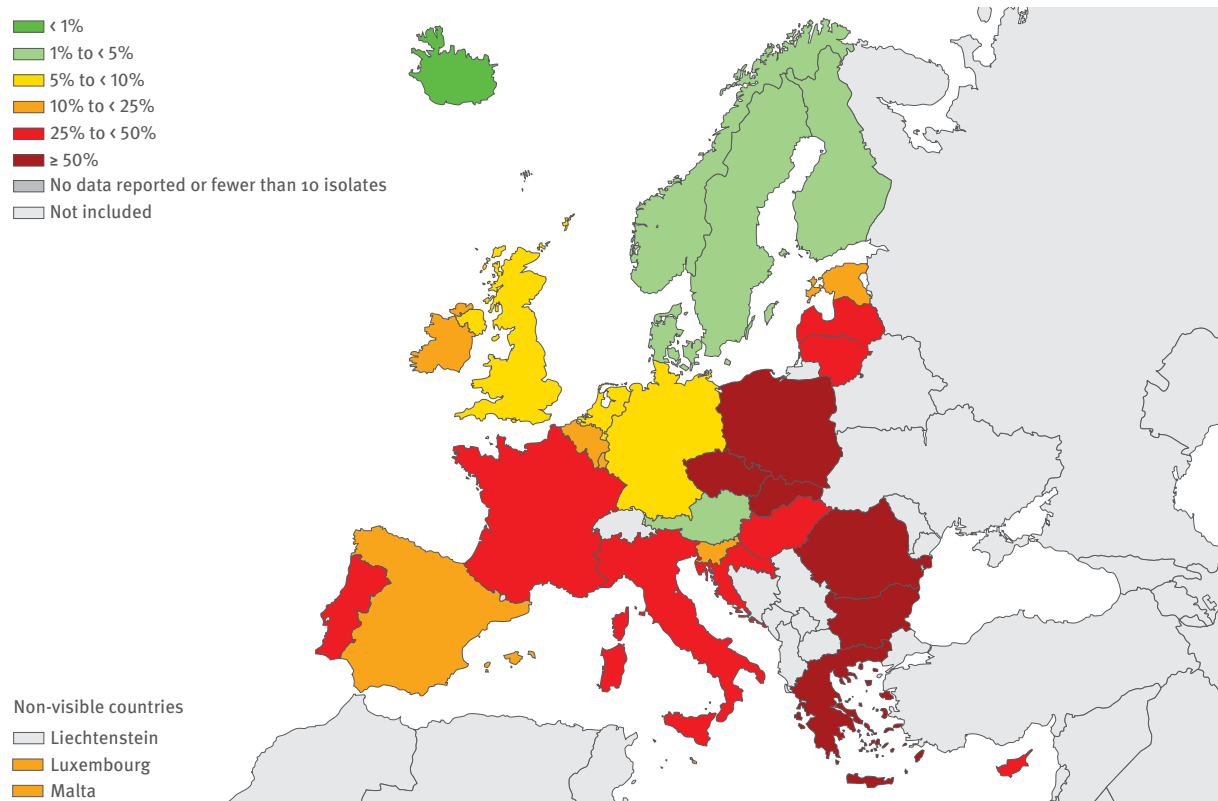 < 1%
1% to < 5%
5% to < 10%
10% to < 25%
25% to < 50%
≥ 50%
No data reported or fewer than 10 isolates
Not included
Non-visible countries
Liechtenstein
Luxembourg
Malta